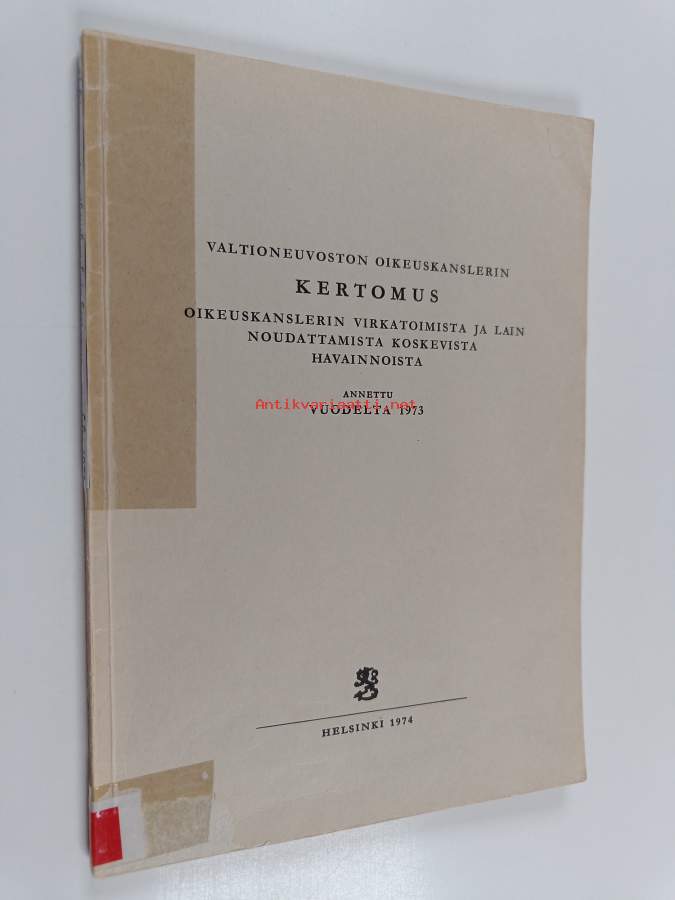 VALTIONEUVOSTON OIKEUSKANSLERIN
KERTOMUS
OIKEUSKANSLERIN VIRKATOIMISTA JA LAIN
NOUDATTAMISTA KOSKEVISTA
HAVAINNOISTA
ANNETTU
Antikvariaatti.net
VUODELTA 1973
HELSINKI 1974